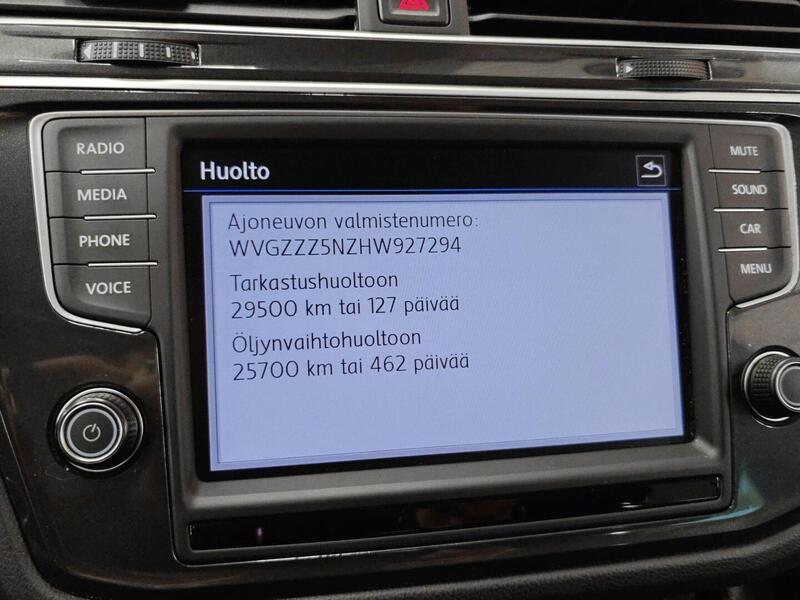 RADIO
MEDIA
PHONE
VOICE
Huolto
Ajoneuvon valmistenumero:
WVGZZZ5NZHW927294
Tarkastushuoltoon
29500 km tai 127 päivää
Öljynvaihtohuoltoon
25700 km tai 462 päivää
MUTE
SOUND
CAR
MENU